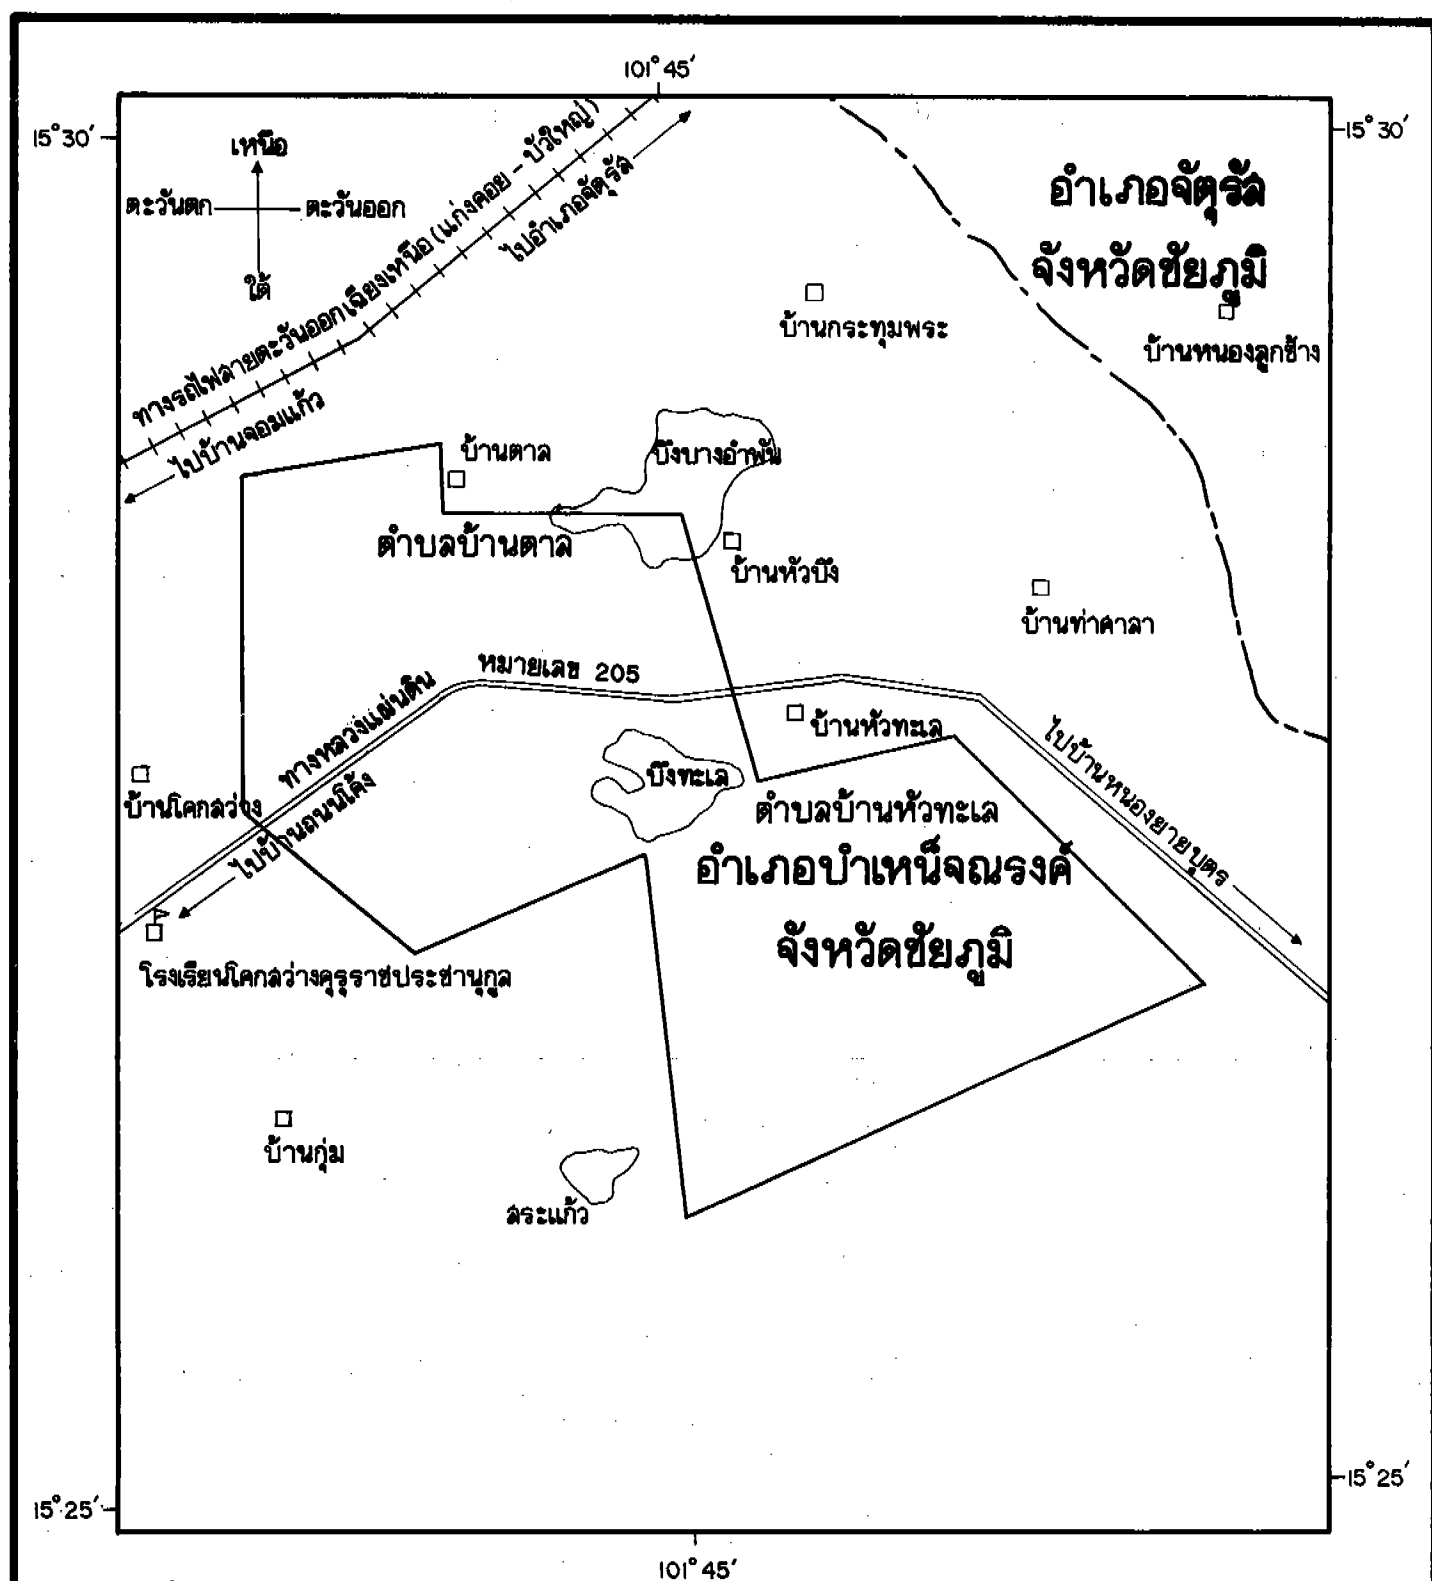 101°45′
15°30′
15°30′
เหนือ
ตะวันตก
ตะวันออก
ใต้
ทางรถไฟสายตะวันออกเฉียงเหนือ (แก่งคอย - บัวใหญ่)
ไปอำเภอจัตุรัส
ไปบ้านจอมแก้ว
อำเภอจัตุรัส
จังหวัดชัยภูมิ
บ้านกระทุมพระ
บ้านหนองลูกช้าง
บ้านตาล
บึงบางอำพัน
ตำบลบ้านตาล
บ้านหัวบึง
บ้านท่าศาลา
หมายเลข 205
ทางหลวงแผ่นดิน
บ้านหัวทะเล
ไปบ้านหนองยายบุตร
บึงทะเล
บ้านโคกสว่าง
ไปบ้านถนนโค้ง
ตำบลบ้านหัวทะเล
อำเภอบำเหน็จณรงค์
จังหวัดชัยภูมิ
โรงเรียนโคกสว่างคุรุราชประชานุกูล
บ้านกุ่ม
สระแก้ว
15°25′
15°25′
101°45′